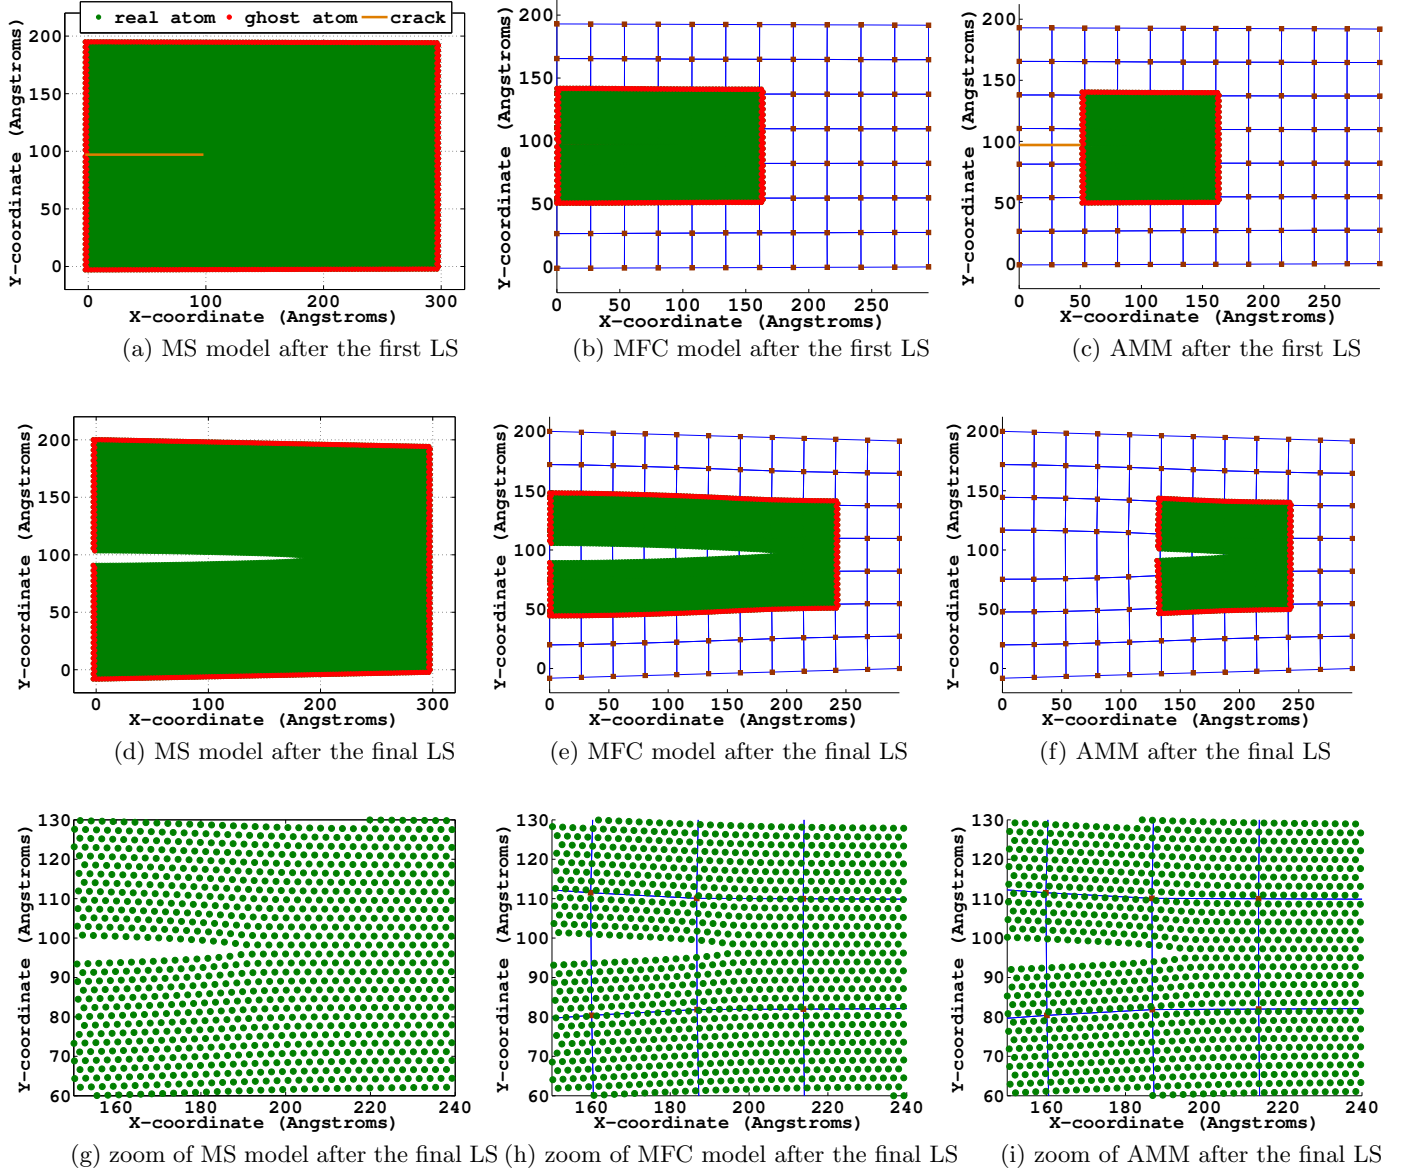 real atom ghost atom crack
Y-coordinate (Angstroms)
200
150
100
50
0
0 100 200 300
X-coordinate (Angstroms)
(a) MS model after the first LS
Y-coordinate (Angstroms)
200
150
100
50
0
0 50 100 150 200 250
X-coordinate (Angstroms)
(b) MFC model after the first LS
Y-coordinate (Angstroms)
200
150
100
50
0
0 50 100 150 200 250
X-coordinate (Angstroms)
(c) AMM after the first LS
Y-coordinate (Angstroms)
200
150
100
50
0
0 100 200 300
X-coordinate (Angstroms)
(d) MS model after the final LS
Y-coordinate (Angstroms)
200
150
100
50
0
0 50 100 150 200 250
X-coordinate (Angstroms)
(e) MFC model after the final LS
Y-coordinate (Angstroms)
200
150
100
50
0
0 50 100 150 200 250
X-coordinate (Angstroms)
(f) AMM after the final LS
Y-coordinate (Angstroms)
130
120
110
100
90
80
70
60
160 180 200 220 240
X-coordinate (Angstroms)
(g) zoom of MS model after the final LS
Y-coordinate (Angstroms)
130
120
110
100
90
80
70
60
160 180 200 220 240
X-coordinate (Angstroms)
(h) zoom of MFC model after the final LS
Y-coordinate (Angstroms)
130
120
110
100
90
80
70
60
160 180 200 220 240
X-coordinate (Angstroms)
(i) zoom of AMM after the final LS